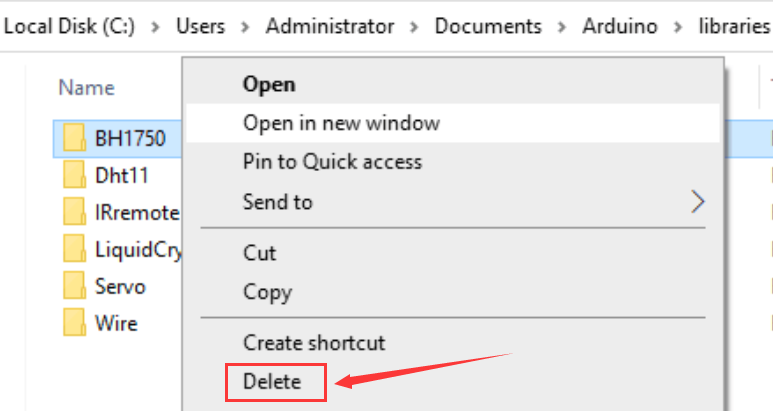 Local Disk (C:) > Users > Administrator > Documents > Arduino > libraries
Name
Open
Open in new window
BH1750
Pin to Quick access
Dht11
Send to
IRremote
LiquidCry
Cut
Servo
Copy
Wire
Create shortcut
Delete